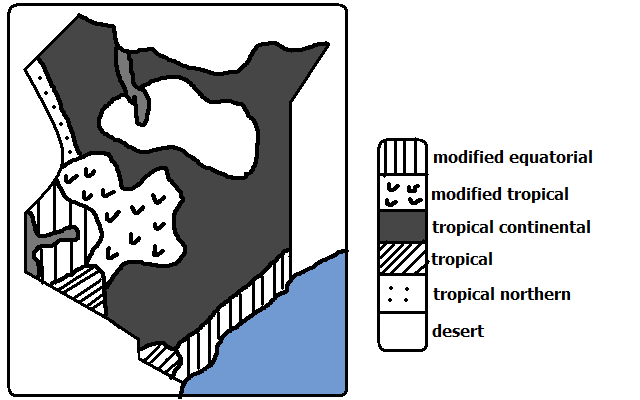 modified equatorial
modified tropical
tropical continental
tropical
tropical northern
desert